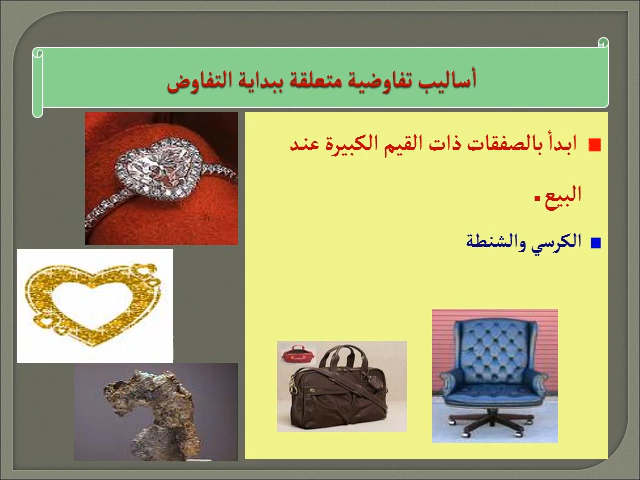 أساليب تفاوضية متعلقة ببداية التفاوض
ابدأ بالصفقات ذات القيم الكبيرة عند
البيع.
الكرسي والشنطة